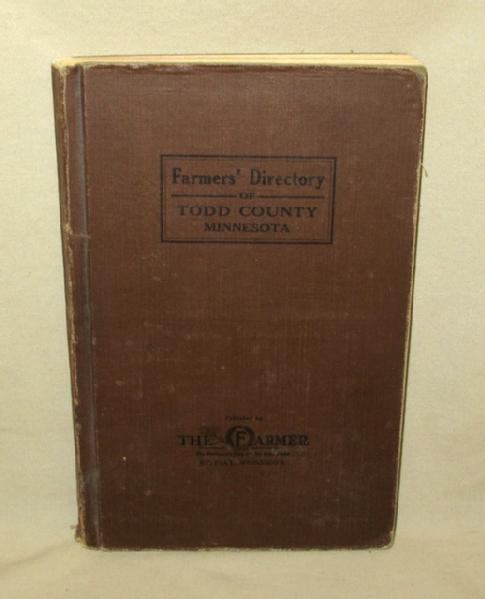 Farmers' Directory
OF
TODD COUNTY
MINNESOTA
Published by
THE FARMER
ST. PAUL, MINNESOTA